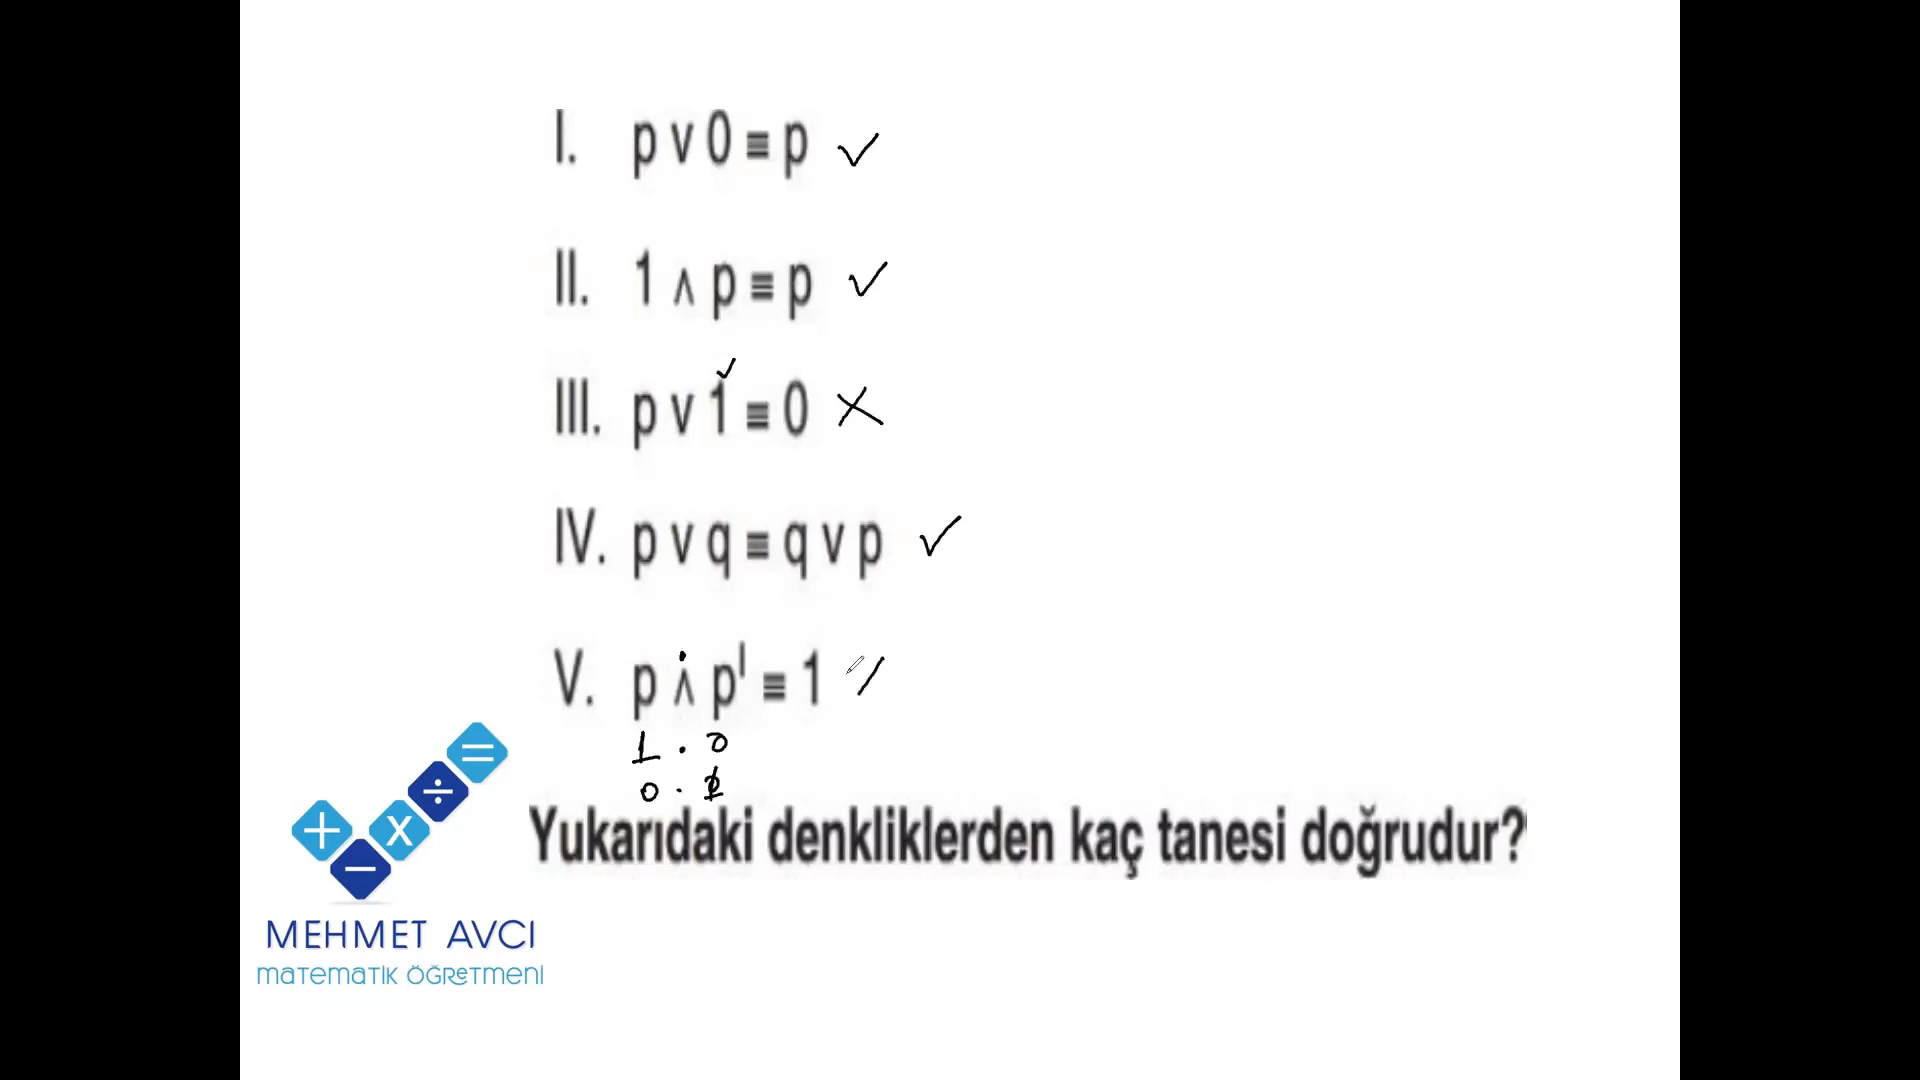 I. p v 0 ≡ p ✓
II. 1 ∧ p ≡ p ✓
III. p v 1 ≡ 0 ✗
IV. p v q ≡ q v p ✓
V. p ∧ pˡ ≡ 1
1 . 0
0 . 1
Yukarıdaki denkliklerden kaç tanesi doğrudur?
+ − x ÷ =
MEHMET AVCI
matematik öğretmeni